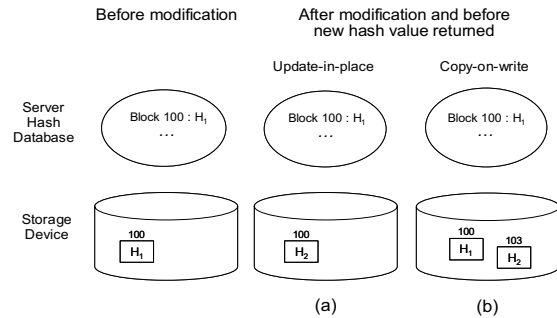 Before modification
After modification and before
new hash value returned
Update-in-place
Copy-on-write
Server
Hash
Database
Block 100 : H₁
...
Block 100 : H₁
...
Block 100 : H₁
...
Storage
Device
100
H₁
100
H₂
100
H₁
103
H₂
(a)
(b)